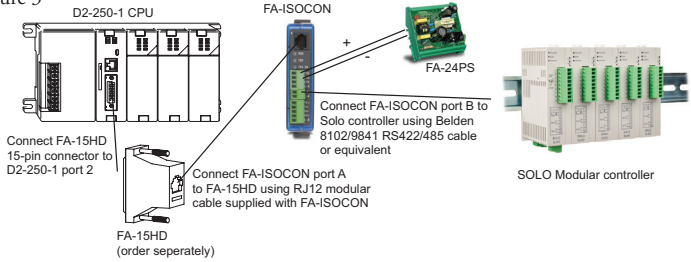 D2-250-1 CPU
FA-ISOCON
+
-
FA-24PS
Connect FA-ISOCON port B to
Solo controller using Belden
8102/9841 RS422/485 cable
or equivalent
SOLO Modular controller
Connect FA-15HD
15-pin connector to
D2-250-1 port 2
Connect FA-ISOCON port A
to FA-15HD using RJ12 modular
cable supplied with FA-ISOCON
FA-15HD
(order seperately)